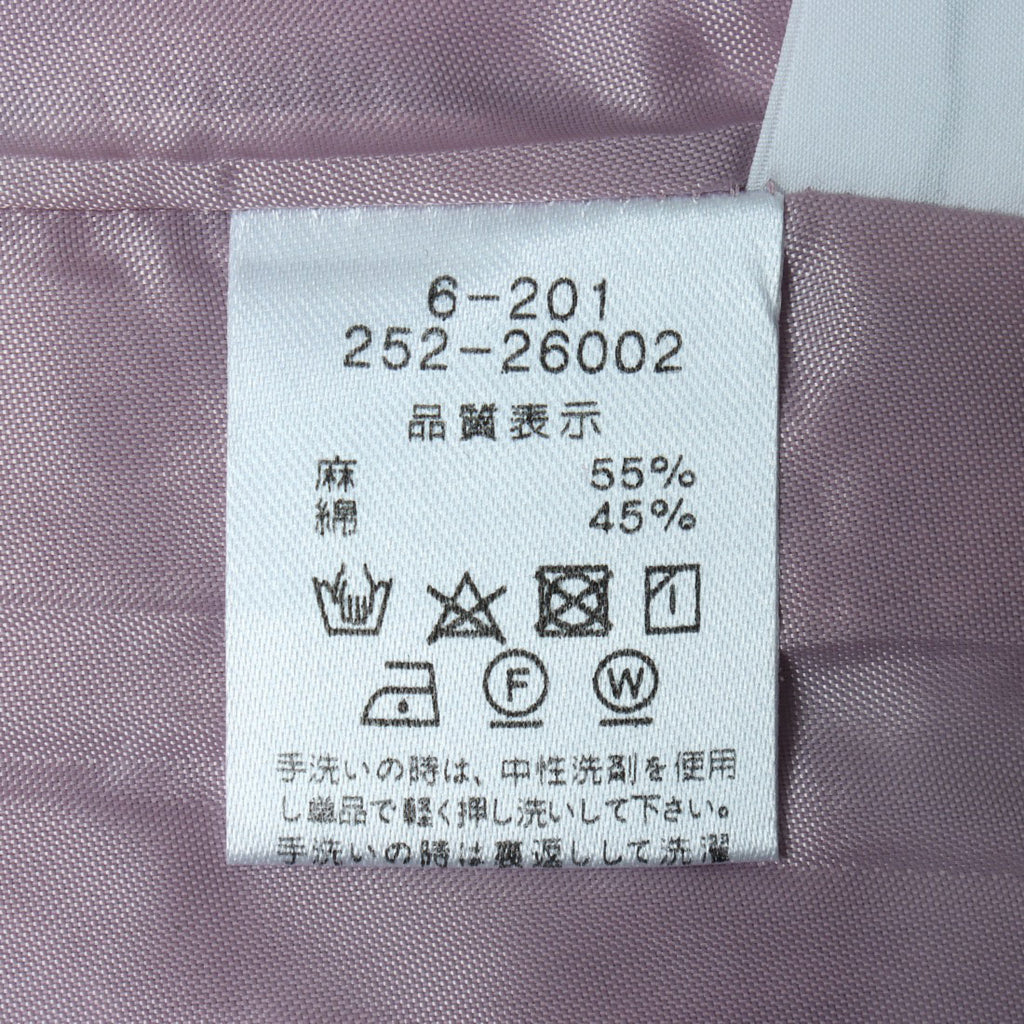 6-201
252-26002
品質表示
麻 55%
綿 45%
F W
手洗いの時は、中性洗剤を使用
し単品で軽く押し洗いして下さい。
手洗いの時は裏返しして洗濯